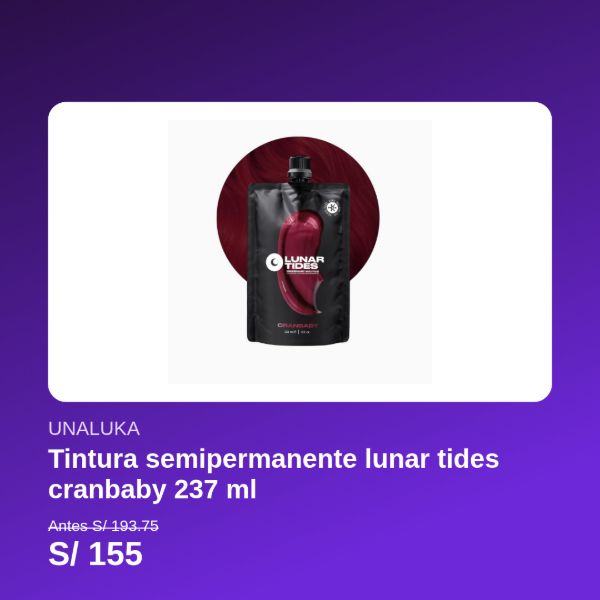 LUNAR
TIDES
CRANBABY
UNALUKA
Tintura semipermanente lunar tides
cranbaby 237 ml
Antes S/ 193.75
S/ 155